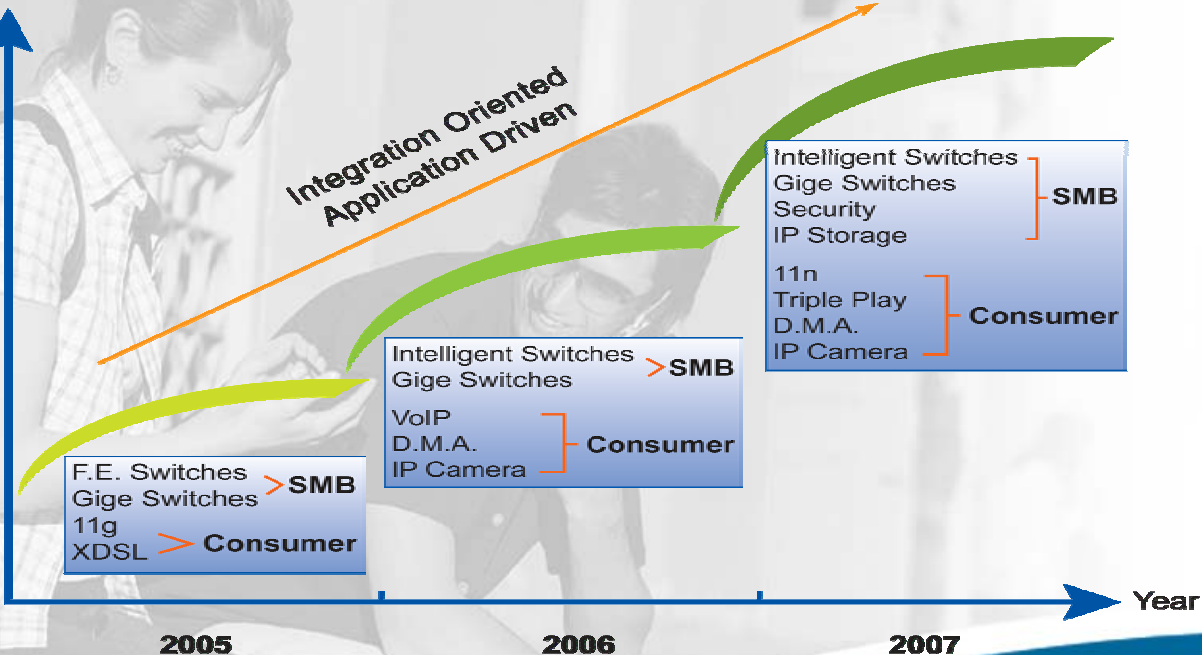 Integration Oriented
Application Driven
F.E. Switches
Gige Switches
SMB
11g
XDSL
Consumer
Intelligent Switches
Gige Switches
SMB
VoIP
D.M.A.
IP Camera
Consumer
Intelligent Switches
Gige Switches
Security
IP Storage
SMB
11n
Triple Play
D.M.A.
IP Camera
Consumer
Year
2005
2006
2007